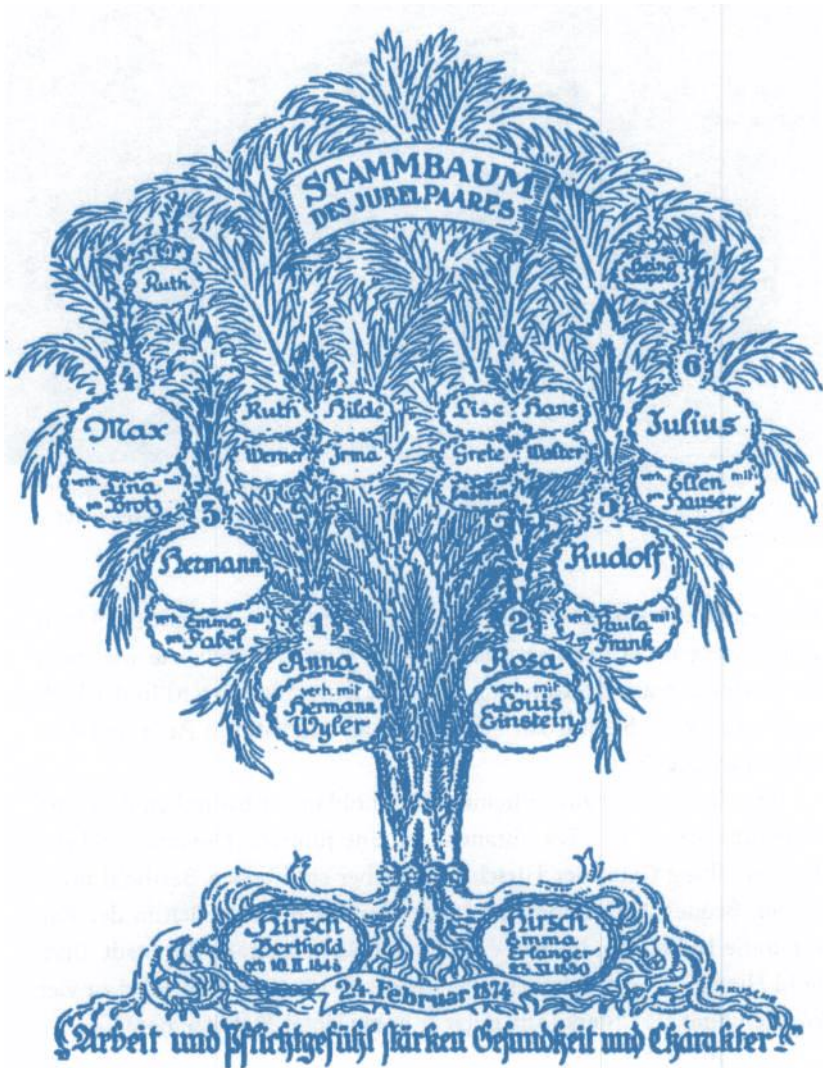 STAMMBAUM
DES JUBELPAARES
Ruth
Heinz
4
Max
verh. mit
Lina
geb. Brotz
6
Julius
verh. mit
Ellen
geb. Hauser
Ruth Hilde
Werner Irma
Lise Hans
Grete Walter
3
Hermann
verh. mit
Emma
geb. Fabel
5
Rudolf
verh. mit
Paula
geb. Frank
1
Anna
verh. mit
Hermann
Wyler
2
Rosa
verh. mit
Louis
Einstein
Hirsch
Berthold
geb 10.II.1846
Hirsch
Emma
Erlanger
23.XI.1850
24. Februar 1874
Arbeit und Pflichtgefühl stärken Gesundheit und Charakter